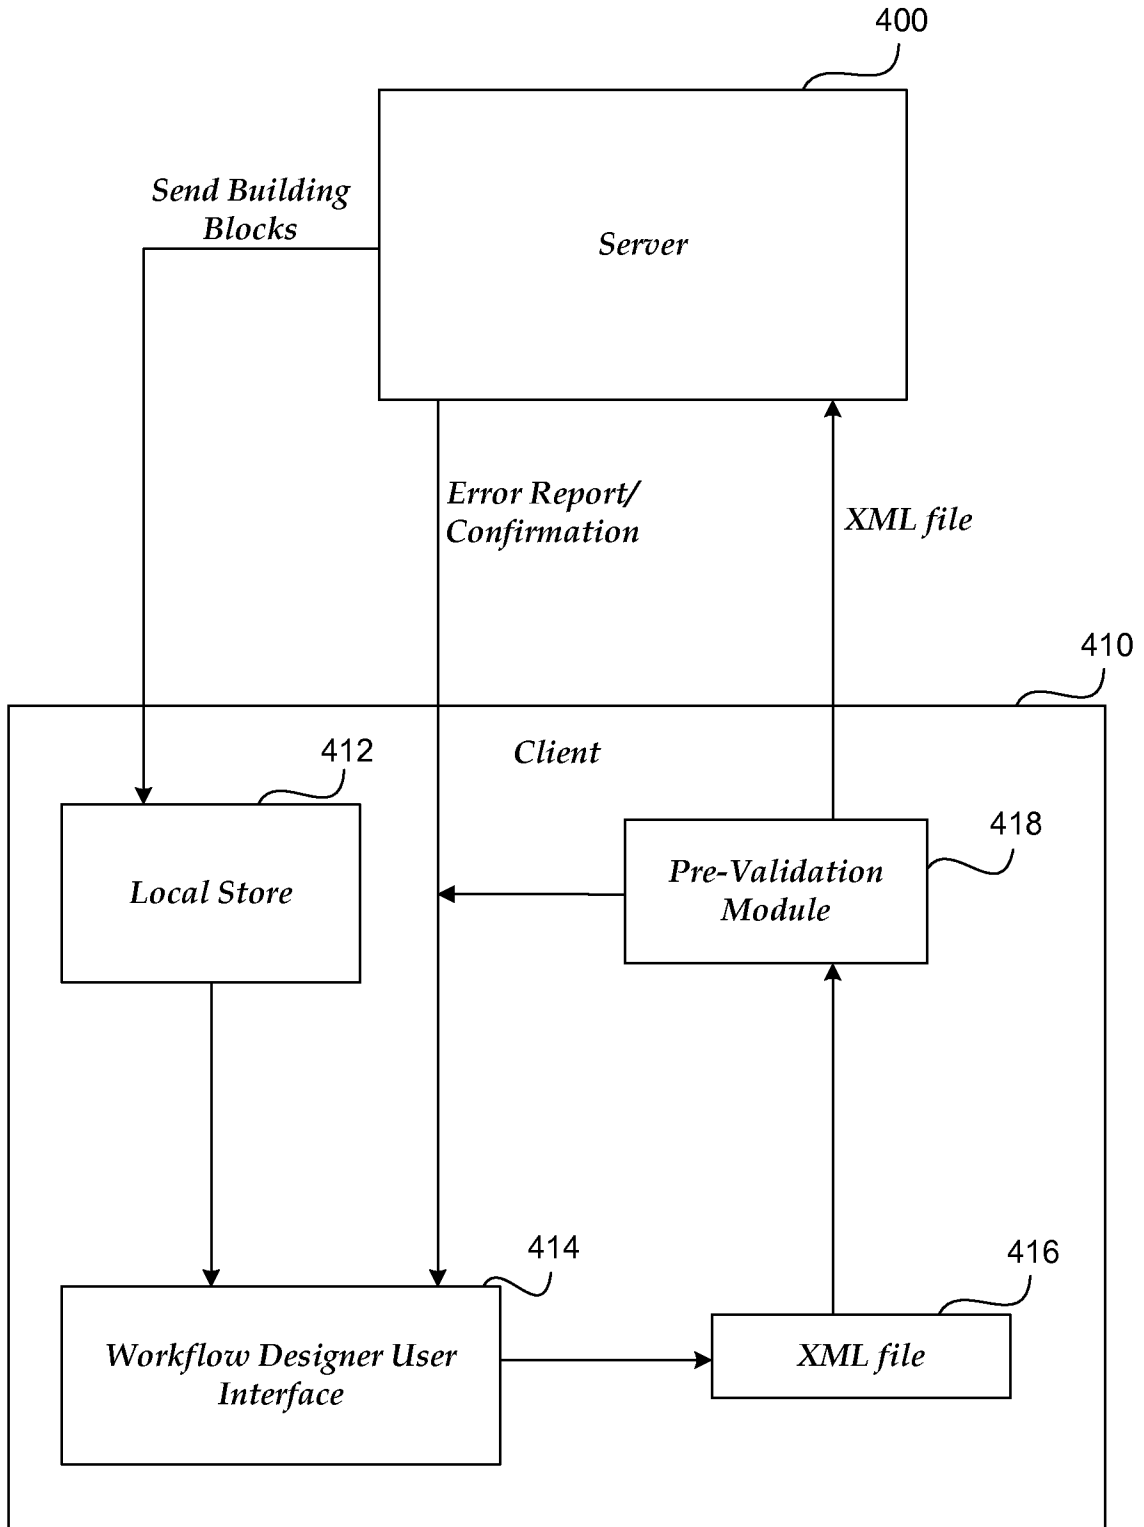 400
Send Building
Blocks
Server
Error Report/
Confirmation
XML file
410
Client
412
Local Store
418
Pre-Validation
Module
414
Workflow Designer User
Interface
416
XML file